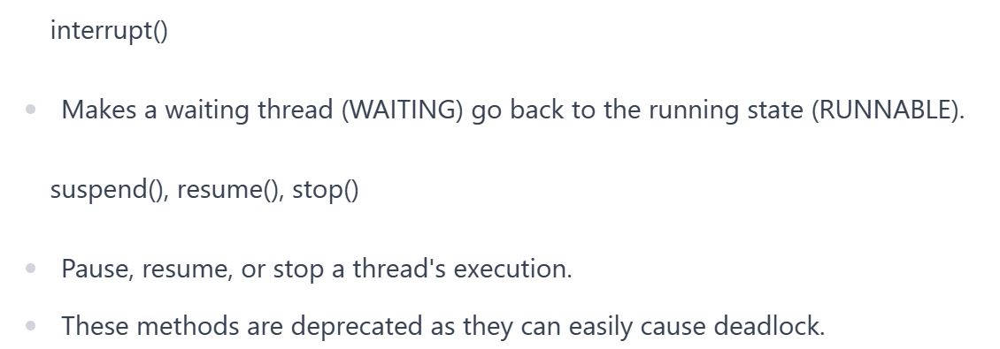 interrupt()
Makes a waiting thread (WAITING) go back to the running state (RUNNABLE).
suspend(), resume(), stop()
Pause, resume, or stop a thread's execution.
These methods are deprecated as they can easily cause deadlock.